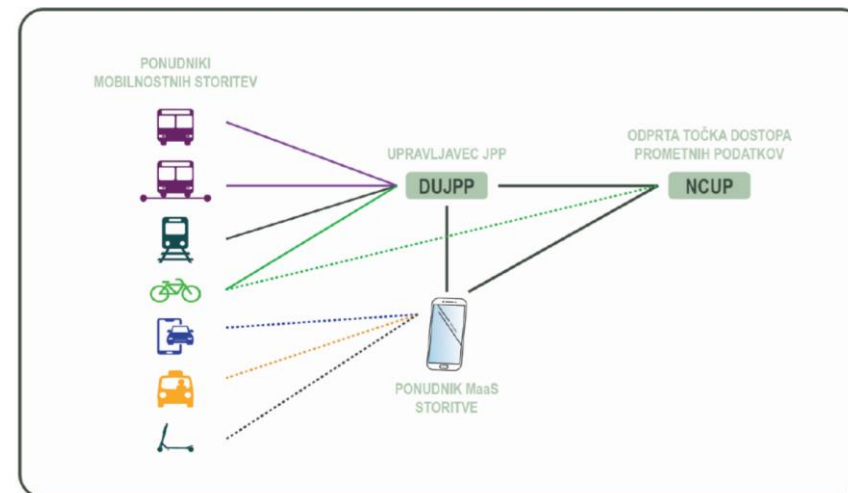 PONUDNIKI
MOBILNOSTNIH STORITEV
UPRAVLJAVEC JPP
DUJPP
ODPRTA TOČKA DOSTOPA
PROMETNIH PODATKOV
NCUP
PONUDNIK MaaS
STORITVE